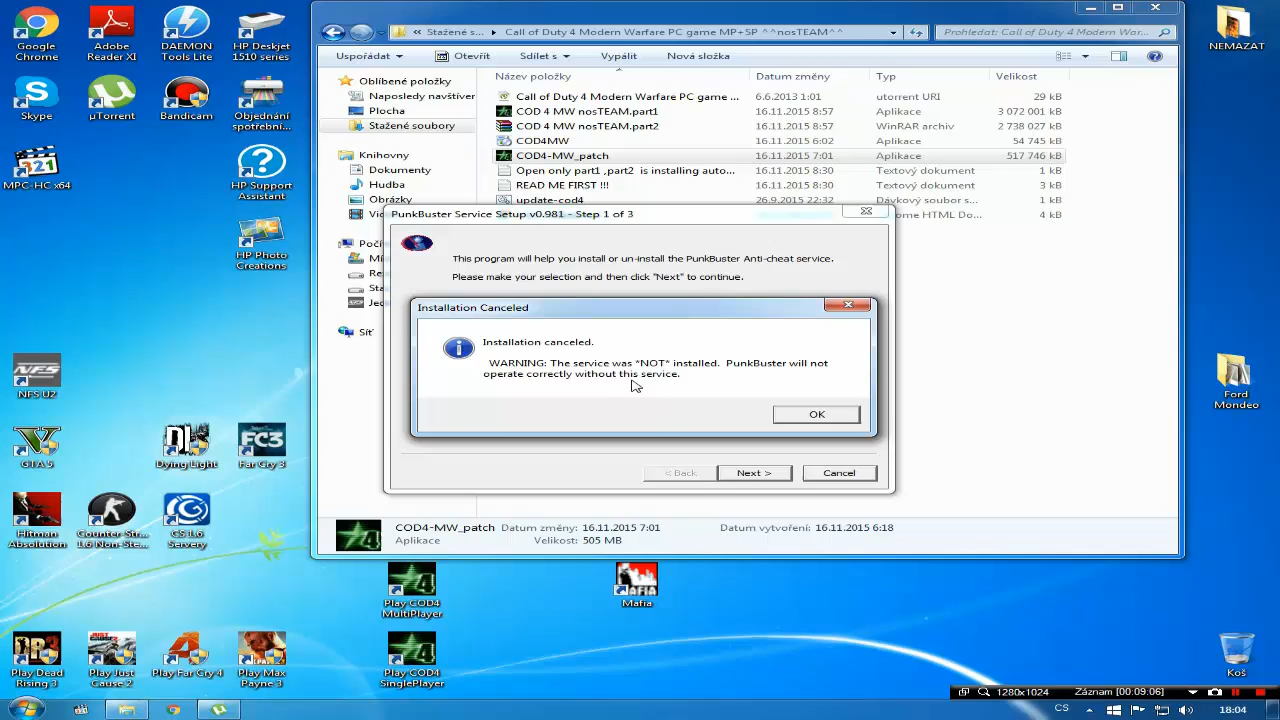 Google
Chrome
Adobe
Reader XI
DAEMON
Tools Lite
HP Deskjet
1510 series
Skype
µTorrent
Bandicam
Objednání
spotřební...
MPC-HC x64
HP Support
Assistant
HP Photo
Creations
NFS U2
GTA 5
Dying Light
Far Cry 3
Hitman
Absolution
Counter-Str...
1.6 Non-Ste...
CS 1.6
Servery
Play Dead
Rising 3
Play Just
Cause 2
Play Far Cry 4
Play Max
Payne 3
Play COD4
MultiPlayer
Play COD4
SinglePlayer
Mafia
NEMAZAT
Ford
Mondeo
Koš
« Stažené s... ▸ Call of Duty 4 Modern Warfare PC game MP+SP ^^nosTEAM^^
Prohledat: Call of Duty 4 Modern War...
Uspořádat Otevřít Sdílet s Vypálit Nová složka
Oblíbené položky
Naposledy navštíver
Plocha
Stažené soubory
Knihovny
Dokumenty
Hudba
Obrázky
Síť
Název položky Datum změny Typ Velikost
Call of Duty 4 Modern Warfare PC game ... 6.6.2013 1:01 utorrent URI 29 kB
COD 4 MW nosTEAM.part1 16.11.2015 8:57 Aplikace 3 072 001 kB
COD 4 MW nosTEAM.part2 16.11.2015 8:57 WinRAR archiv 2 738 027 kB
COD4MW 16.11.2015 6:02 Aplikace 54 745 kB
COD4-MW_patch 16.11.2015 7:01 Aplikace 517 746 kB
Open only part1 ,part2 is installing auto... 16.11.2015 8:30 Textový dokument 1 kB
READ ME FIRST !!! 16.11.2015 8:30 Textový dokument 3 kB
update-cod4 26.9.2015 22:32 Dávkový soubor s... 1 kB
ome HTML Do... 4 kB
PunkBuster Service Setup v0.981 - Step 1 of 3
This program will help you install or un-install the PunkBuster Anti-cheat service.
Please make your selection and then click "Next" to continue.
Installation Canceled
Installation canceled.
WARNING: The service was *NOT* installed. PunkBuster will not
operate correctly without this service.
OK
< Back Next > Cancel
COD4-MW_patch Datum změny: 16.11.2015 7:01 Datum vytvoření: 16.11.2015 6:18
Aplikace Velikost: 505 MB
1280x1024 Záznam [00:09:06]
CS 18:04